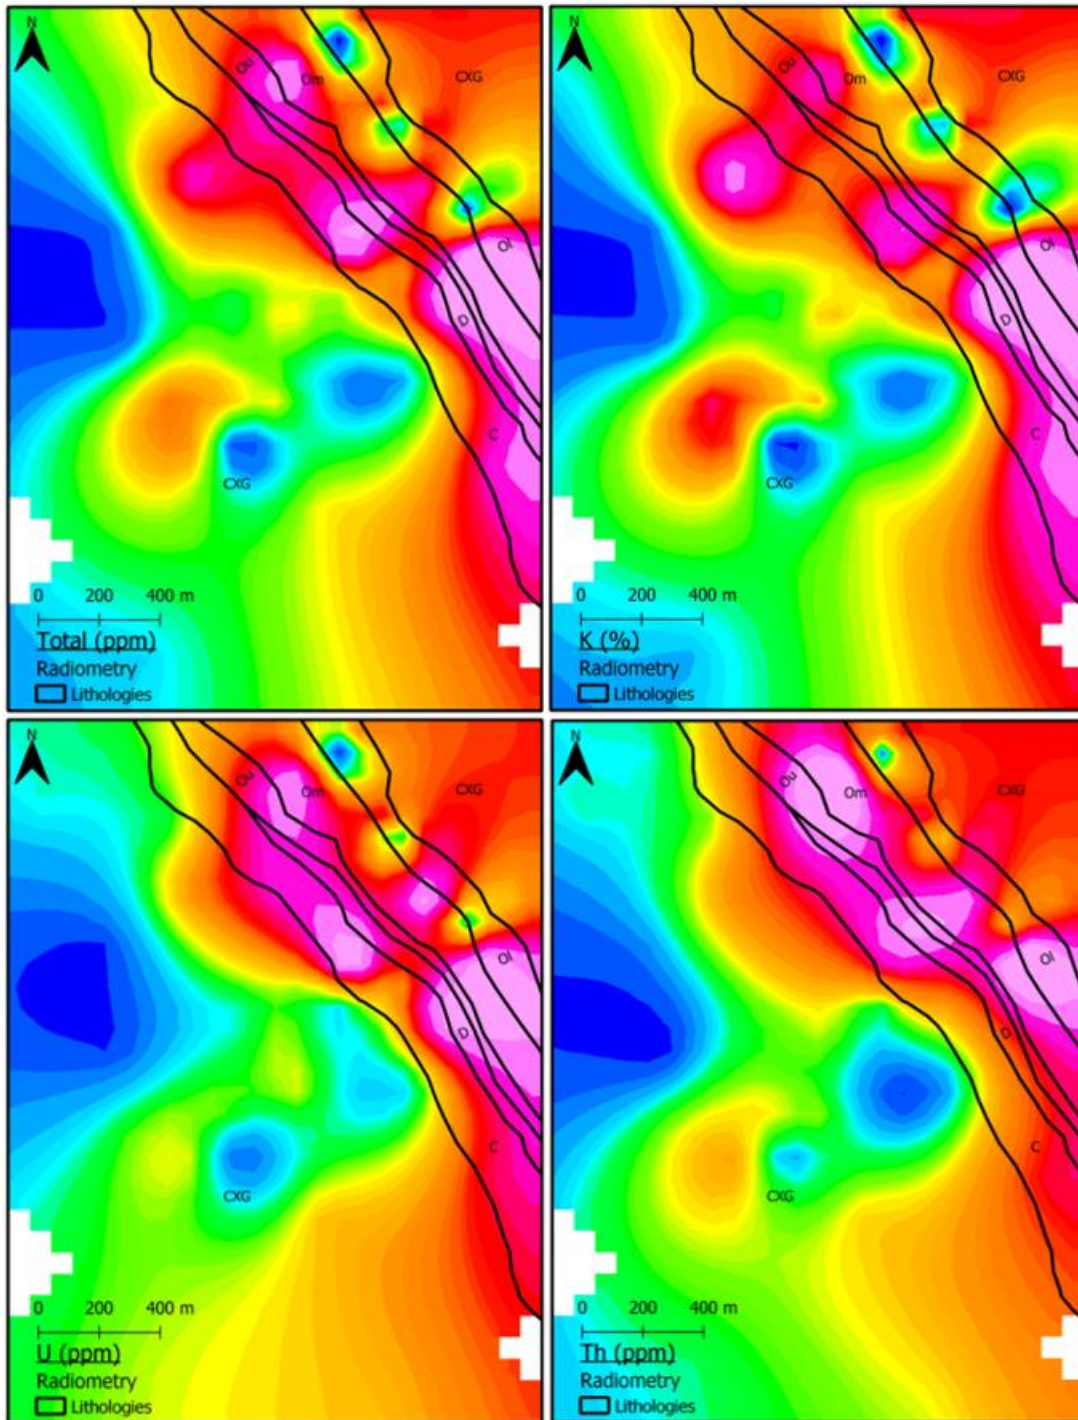 N
Ou
Om
CXG
Ol
D
C
CXG
0 200 400 m
Total (ppm)
Radiometry
Lithologies
N
Ou
Om
CXG
Ol
D
C
CXG
0 200 400 m
K (%)
Radiometry
Lithologies
N
Ou
Om
CXG
Ol
D
C
CXG
0 200 400 m
U (ppm)
Radiometry
Lithologies
N
Ou
Om
CXG
Ol
D
C
CXG
0 200 400 m
Th (ppm)
Radiometry
Lithologies